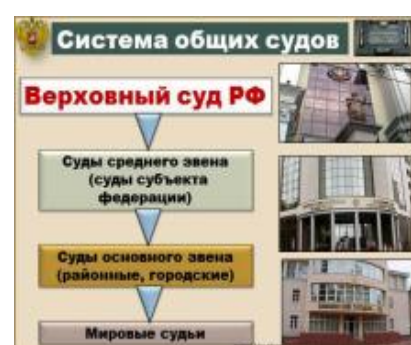 Система общих судов
Верховный суд РФ
Суды среднего звена
(суды субъекта
федерации)
Суды основного звена
(районные, городские)
Мировые судьи